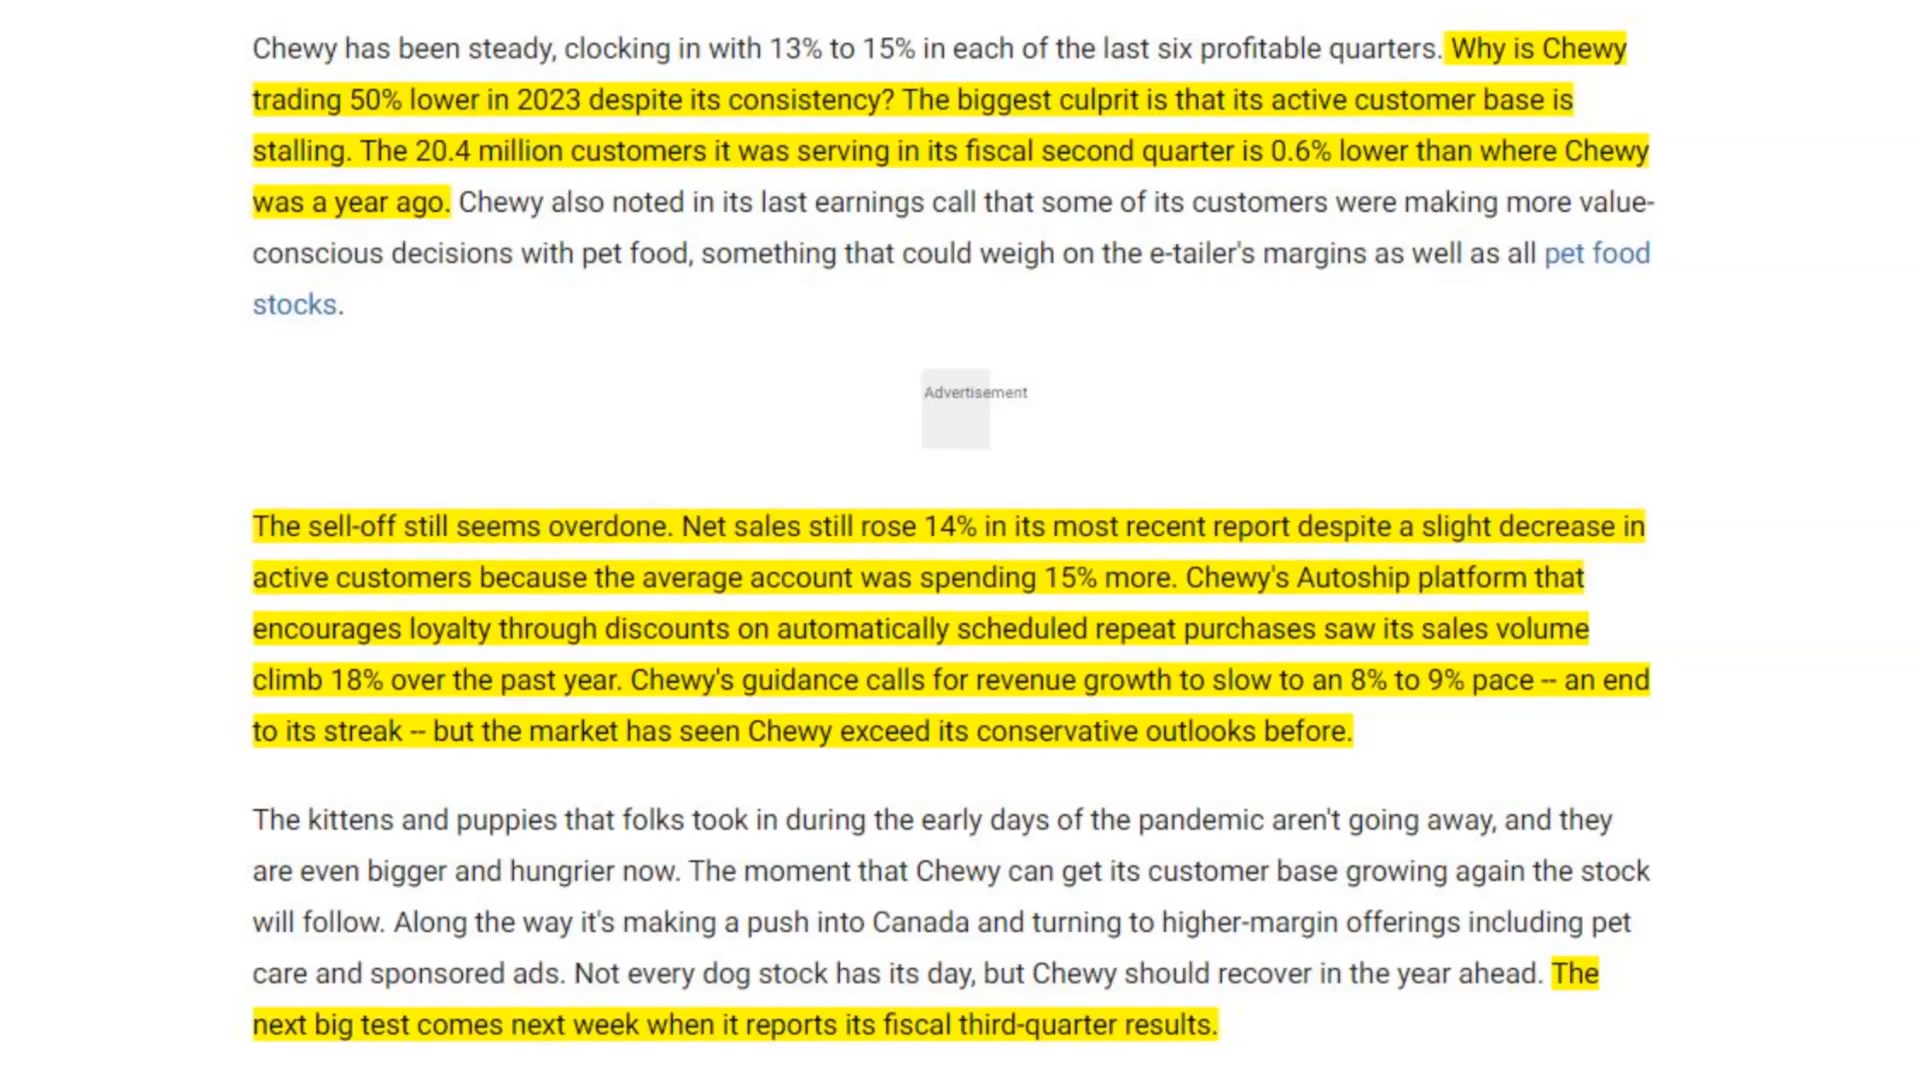 Chewy has been steady, clocking in with 13% to 15% in each of the last six profitable quarters. Why is Chewy
trading 50% lower in 2023 despite its consistency? The biggest culprit is that its active customer base is
stalling. The 20.4 million customers it was serving in its fiscal second quarter is 0.6% lower than where Chewy
was a year ago. Chewy also noted in its last earnings call that some of its customers were making more value-
conscious decisions with pet food, something that could weigh on the e-tailer's margins as well as all pet food
stocks.
Advertisement
The sell-off still seems overdone. Net sales still rose 14% in its most recent report despite a slight decrease in
active customers because the average account was spending 15% more. Chewy's Autoship platform that
encourages loyalty through discounts on automatically scheduled repeat purchases saw its sales volume
climb 18% over the past year. Chewy's guidance calls for revenue growth to slow to an 8% to 9% pace -- an end
to its streak -- but the market has seen Chewy exceed its conservative outlooks before.
The kittens and puppies that folks took in during the early days of the pandemic aren't going away, and they
are even bigger and hungrier now. The moment that Chewy can get its customer base growing again the stock
will follow. Along the way it's making a push into Canada and turning to higher-margin offerings including pet
care and sponsored ads. Not every dog stock has its day, but Chewy should recover in the year ahead. The
next big test comes next week when it reports its fiscal third-quarter results.